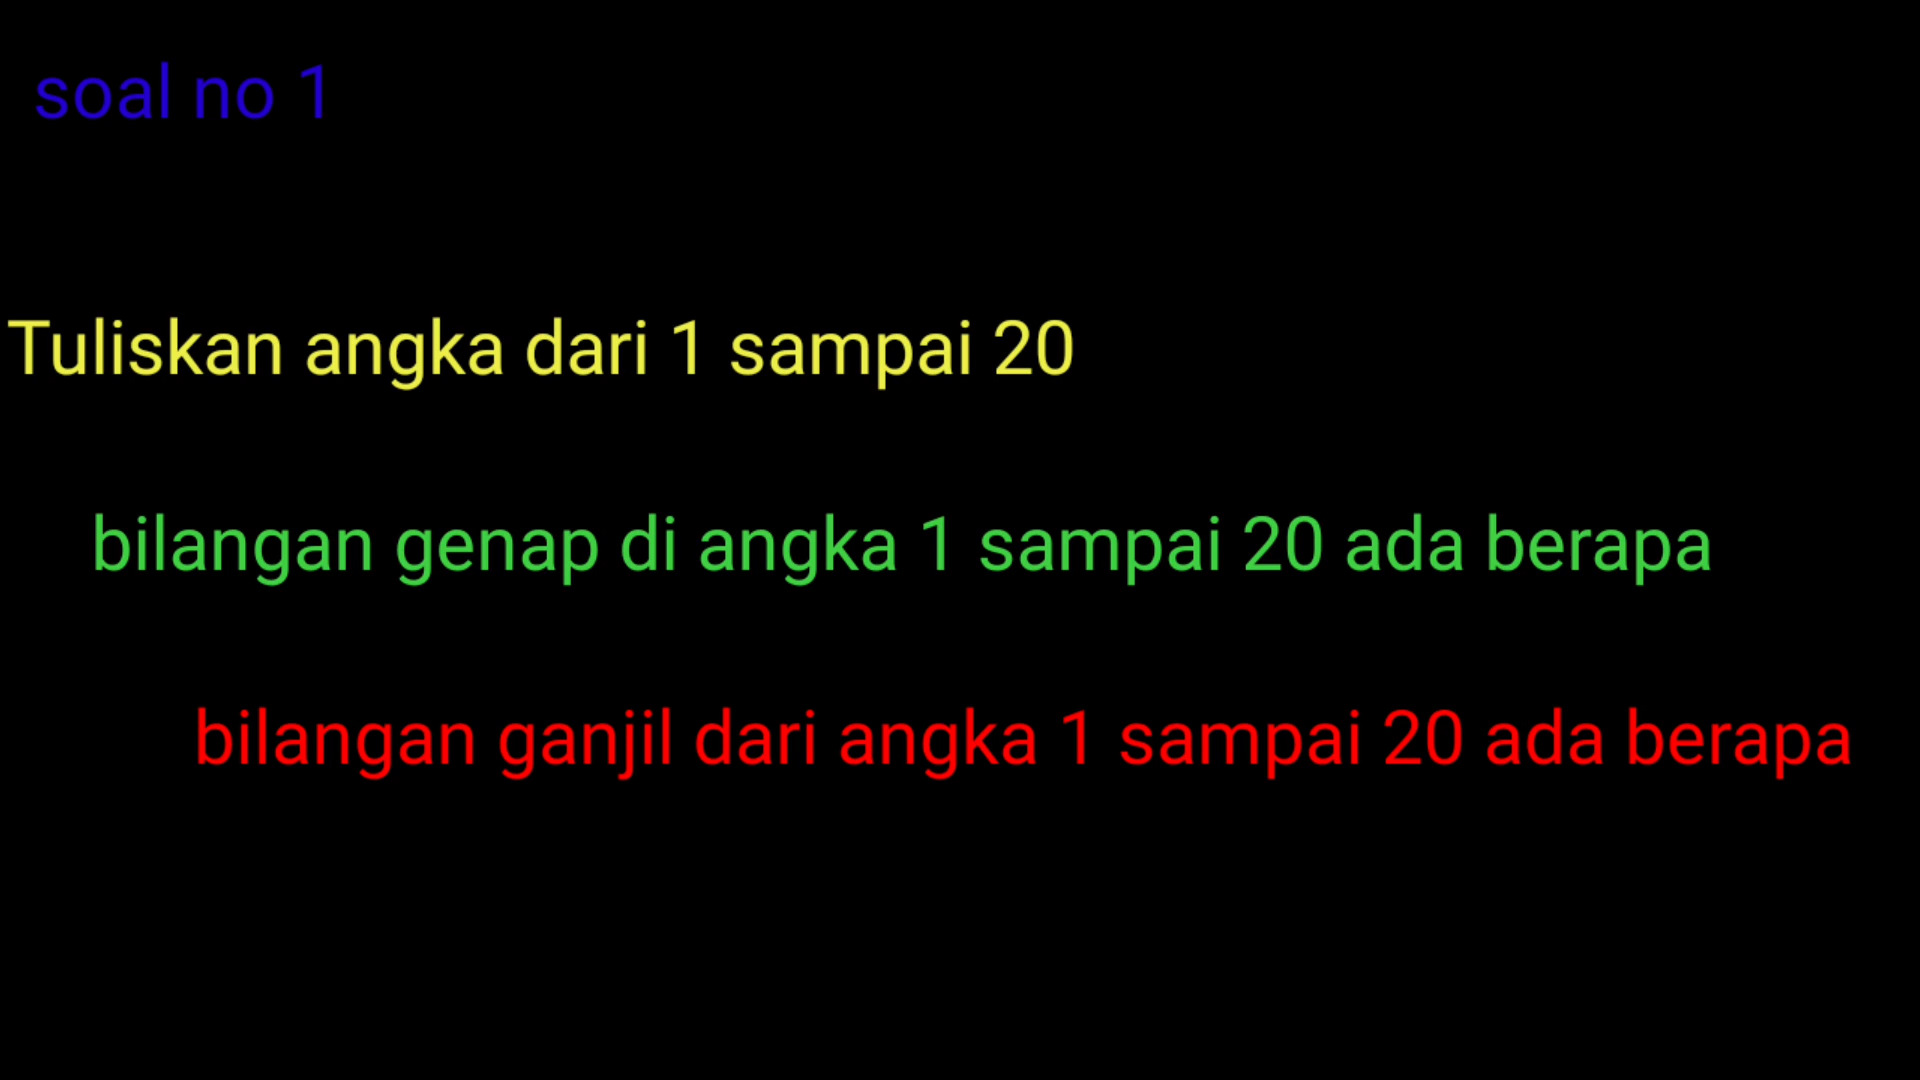 soal no 1
Tuliskan angka dari 1 sampai 20
bilangan genap di angka 1 sampai 20 ada berapa
bilangan ganjil dari angka 1 sampai 20 ada berapa